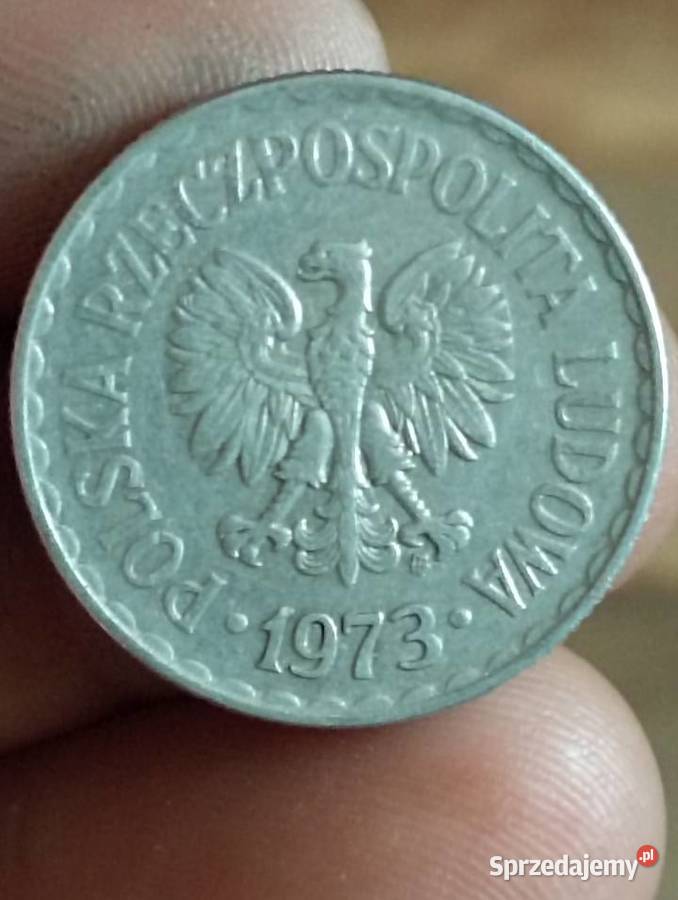 POLSKA RZECZPOSPOLITA LUDOWA
· 1973 ·
Sprzedajemy.pl